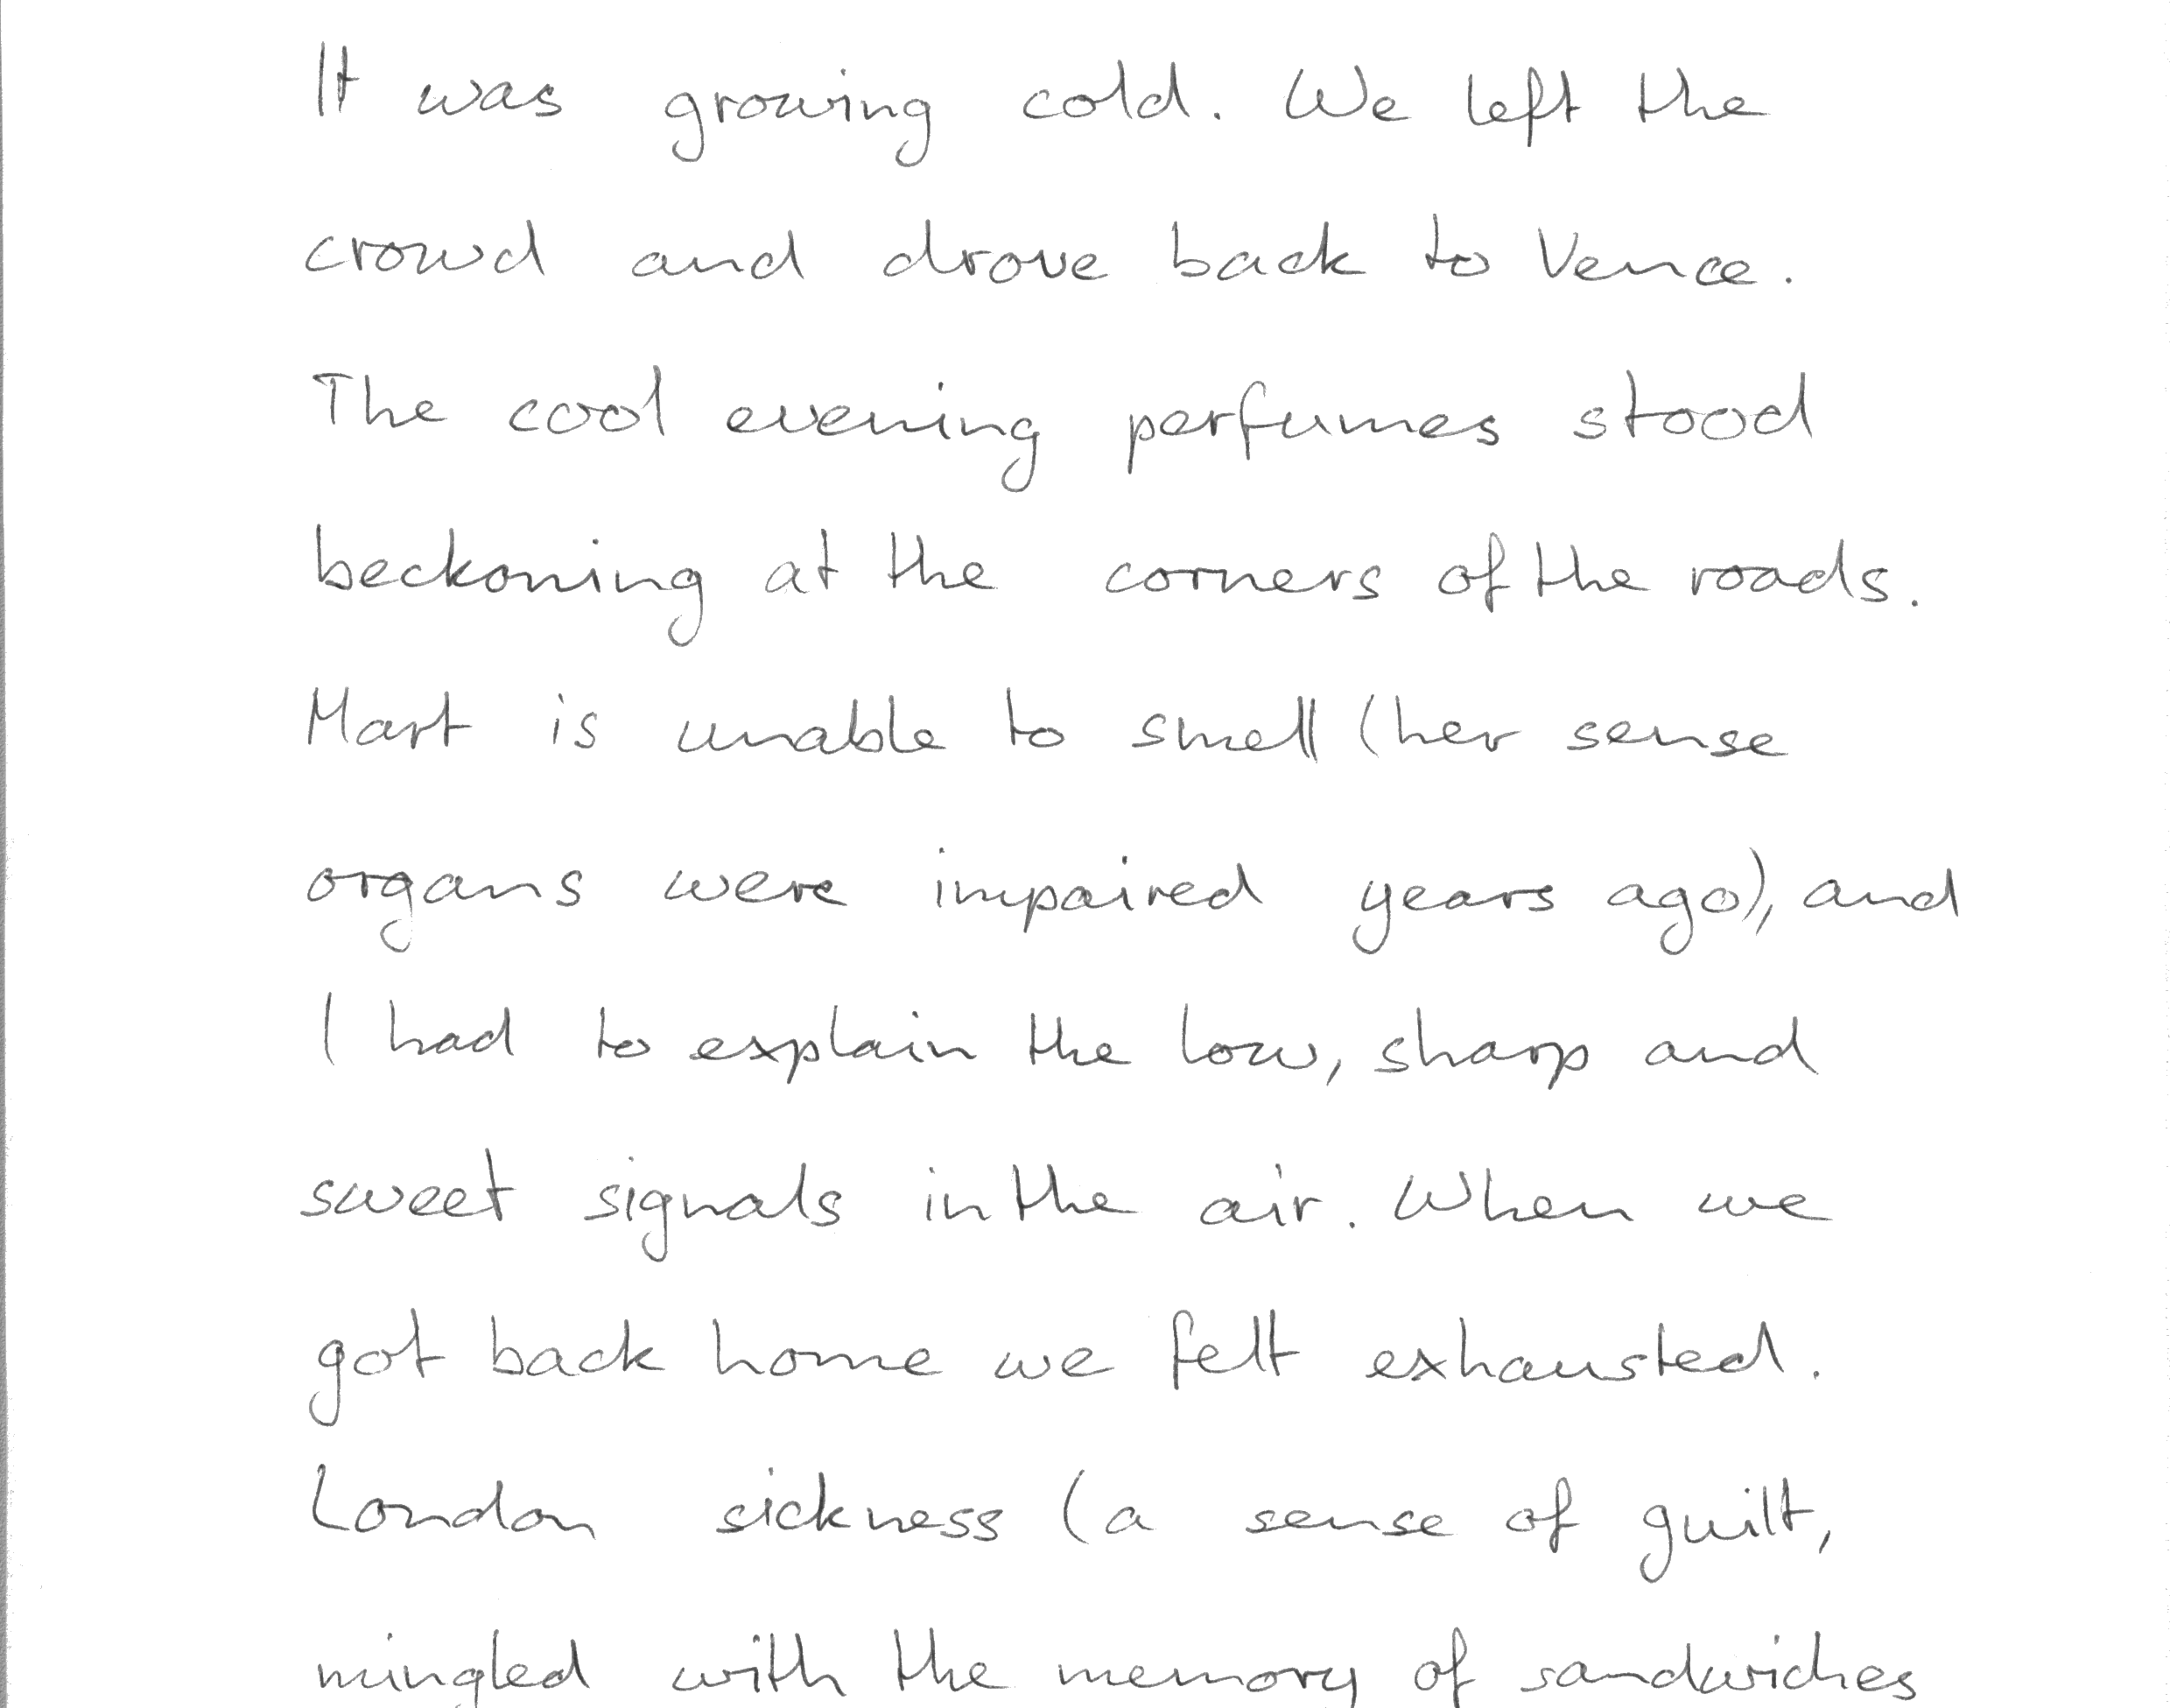 It was growing cold. We left the
crowd and drove back to Vence.
The cool evening perfumes stood
beckoning at the corners of the roads.
Mart is unable to smell (her sense
organs were impaired years ago), and
I had to explain the low, sharp and
sweet signals in the air. When we
got back home we felt exhausted.
London sickness (a sense of guilt,
mingled with the memory of sandwiches